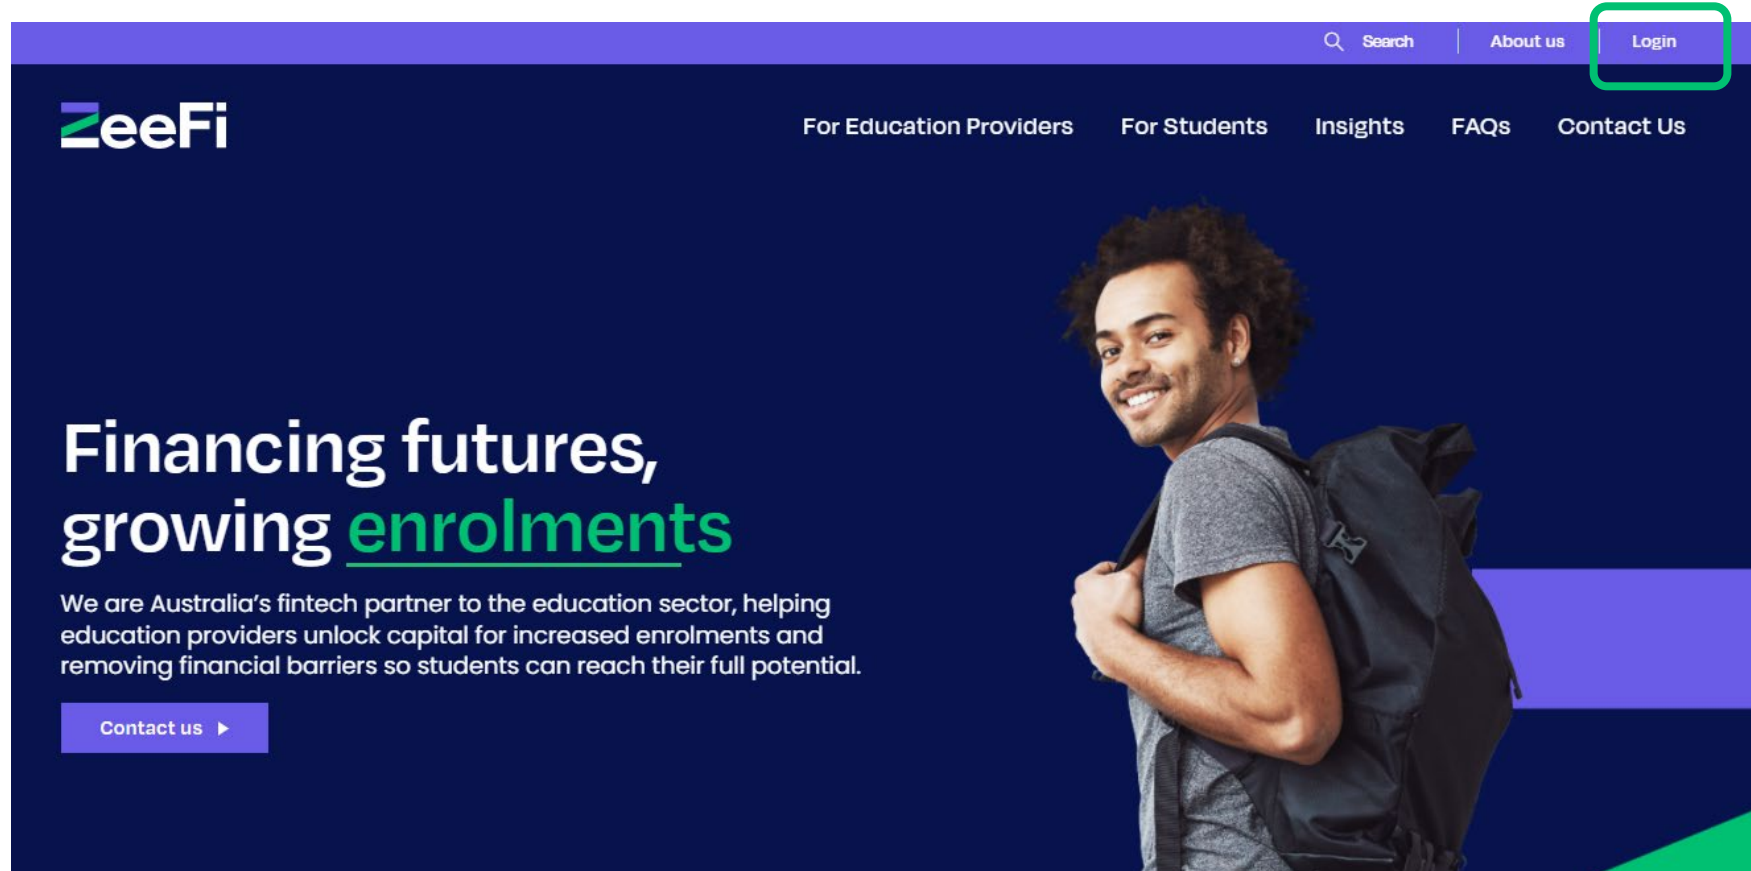 Search
About us
Login
ZeeFi
For Education Providers
For Students
Insights
FAQs
Contact Us
Financing futures,
growing enrolments
We are Australia's fintech partner to the education sector, helping
education providers unlock capital for increased enrolments and
removing financial barriers so students can reach their full potential.
Contact us